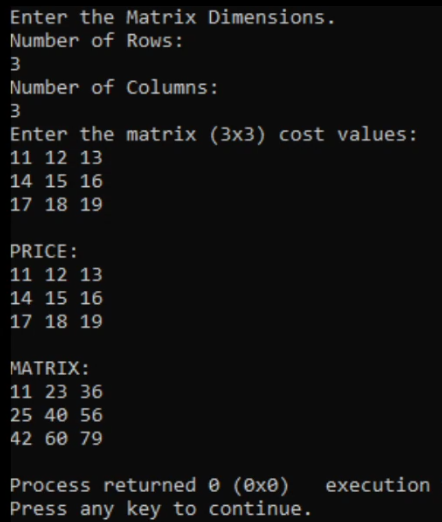 Enter the Matrix Dimensions.
Number of Rows:
3
Number of Columns:
3
Enter the matrix (3x3) cost values:
11 12 13
14 15 16
17 18 19
PRICE:
11 12 13
14 15 16
17 18 19
MATRIX:
11 23 36
25 40 56
42 60 79
Process returned 0 (0x0)   execution
Press any key to continue.